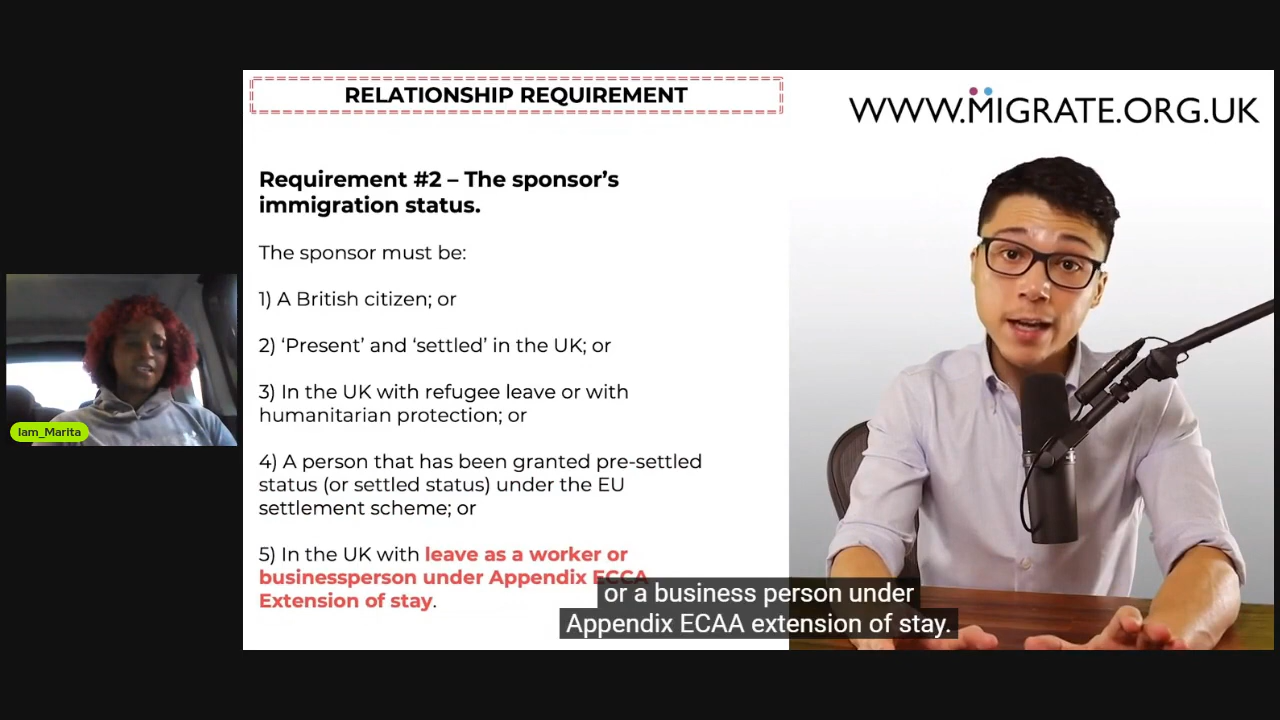 RELATIONSHIP REQUIREMENT
WWW.MIGRATE.ORG.UK
Requirement #2 – The sponsor's
immigration status.
The sponsor must be:
1) A British citizen; or
2) ‘Present’ and ‘settled’ in the UK; or
3) In the UK with refugee leave or with
humanitarian protection; or
4) A person that has been granted pre-settled
status (or settled status) under the EU
settlement scheme; or
5) In the UK with leave as a worker or
businessperson under Appendix ECCA
Extension of stay.
or a business person under
Appendix ECAA extension of stay.
Iam_Marita